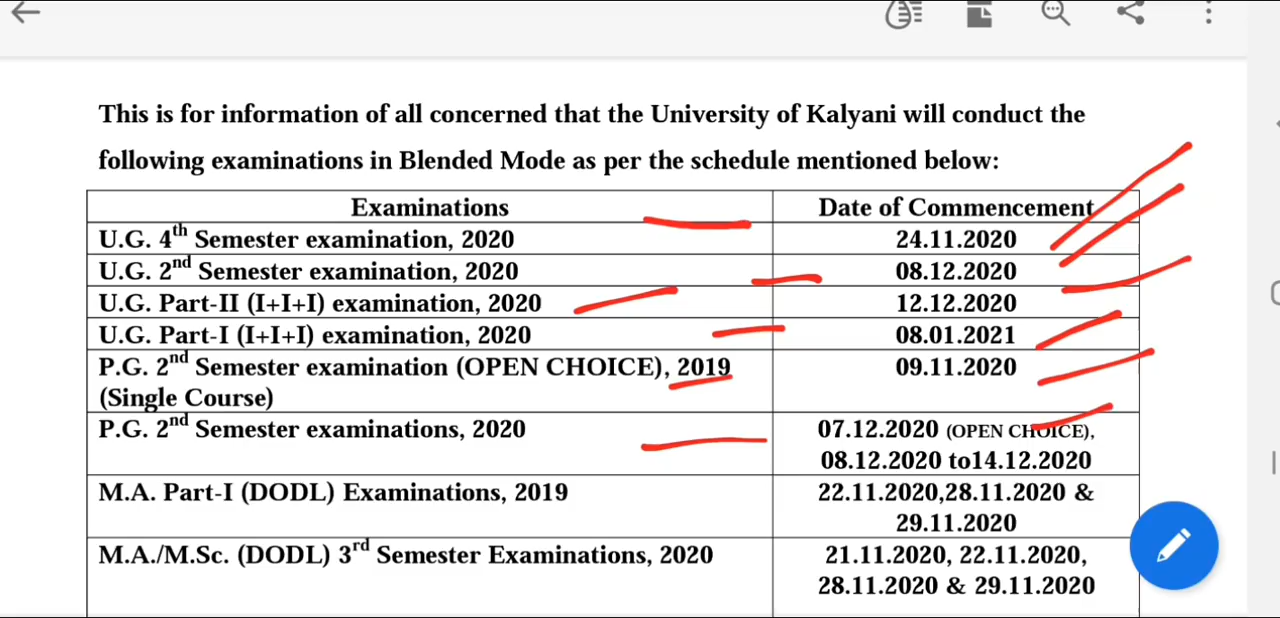 This is for information of all concerned that the University of Kalyani will conduct the
following examinations in Blended Mode as per the schedule mentioned below:
Examinations Date of Commencement
U.G. 4th Semester examination, 2020 24.11.2020
U.G. 2nd Semester examination, 2020 08.12.2020
U.G. Part-II (I+I+I) examination, 2020 12.12.2020
U.G. Part-I (I+I+I) examination, 2020 08.01.2021
P.G. 2nd Semester examination (OPEN CHOICE), 2019 09.11.2020
(Single Course)
P.G. 2nd Semester examinations, 2020 07.12.2020 (OPEN CHOICE),
08.12.2020 to14.12.2020
M.A. Part-I (DODL) Examinations, 2019 22.11.2020,28.11.2020 &
29.11.2020
M.A./M.Sc. (DODL) 3rd Semester Examinations, 2020 21.11.2020, 22.11.2020,
28.11.2020 & 29.11.2020